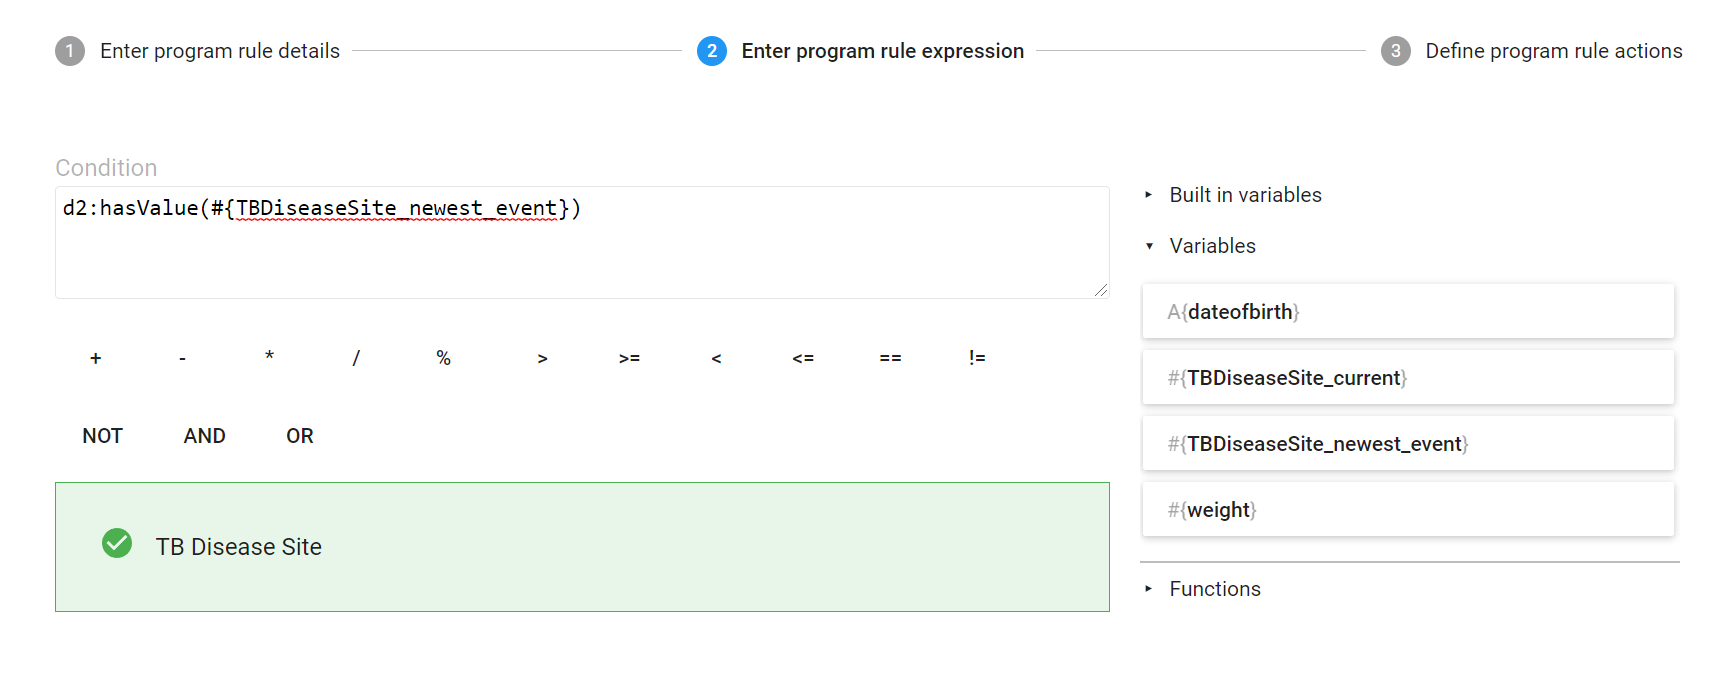 1 Enter program rule details 2 Enter program rule expression 3 Define program rule actions
Condition
d2:hasValue(#{TBDiseaseSite_newest_event})
+ - * / % > >= < <= == !=
NOT AND OR
TB Disease Site
Built in variables
Variables
A{dateofbirth}
#{TBDiseaseSite_current}
#{TBDiseaseSite_newest_event}
#{weight}
Functions